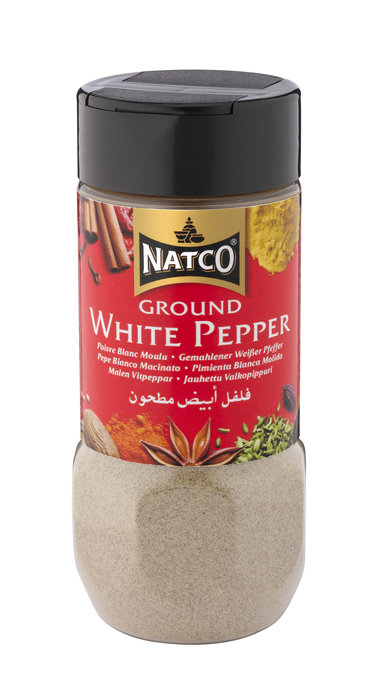 NATCO®
GROUND
WHITE PEPPER
Poivre Blanc Moulu • Gemahlener Weißer Pfeffer
Pepe Bianco Macinato • Pimienta Blanca Molida
Malen Vitpeppar • Jauhettu Valkopippuri
فلفل أبيض مطحون